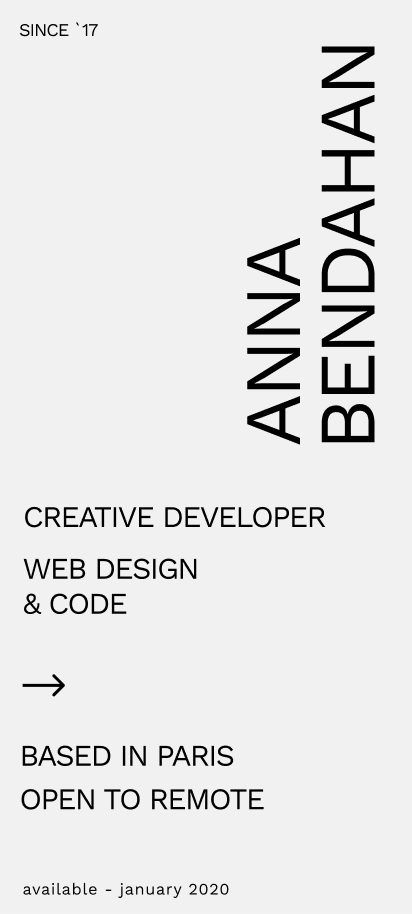 SINCE `17
ANNA
BENDAHAN
CREATIVE DEVELOPER
WEB DESIGN
& CODE
BASED IN PARIS
OPEN TO REMOTE
available - january 2020